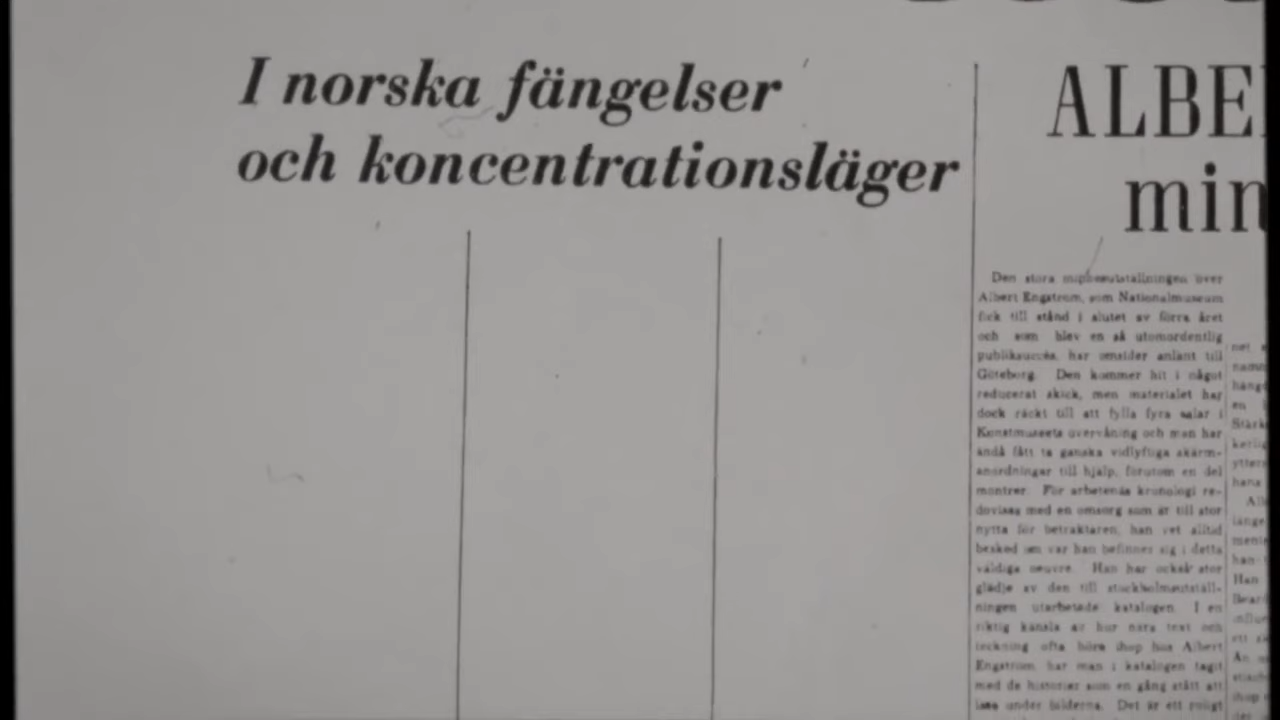 I norska fängelser
och koncentrationsläger
ALBE
min
Den stora minnesutställningen över
Albert Engström, som Nationalmuseum
fick till stånd i slutet av förra året
och som blev en så utomordentlig
publiksuccés, har omsider anlänt till
Göteborg. Den kommer hit i något
reducerat skick, men materialet har
dock räckt till att fylla fyra salar i
Konstmuseets övervåning och man har
ändå fått ta ganska vidlyftiga skärm-
anordningar till hjälp, förutom en del
montrer. För arbetenas kronologi re-
dovisas med en omsorg som är till stor
nytta för betraktaren, han vet alltid
besked om var han befinner sig i detta
väldiga oeuvre. Han har också stor
glädje av den till stockholmsutställ-
ningen utarbetade katalogen. I en
riktig känsla av hur nära text och
teckning ofta höra ihop hos Albert
Engström har man i katalogen tagit
med de historier som en gång stått att
läsa under bilderna. Det är ett roligt